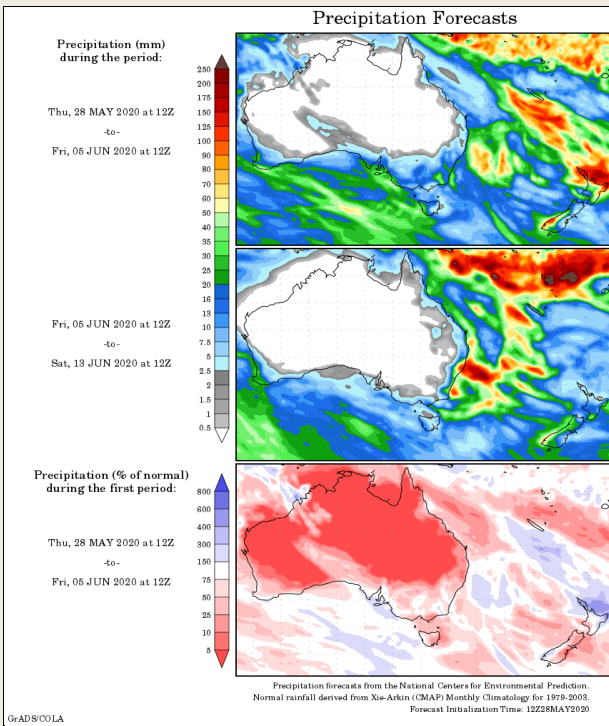 Precipitation Forecasts
Precipitation (mm)
during the period:
Thu, 28 MAY 2020 at 12Z
-to-
Fri, 05 JUN 2020 at 12Z
250
200
175
150
125
100
90
80
70
60
50
40
35
30
25
20
16
13
10
7.5
5
2.5
2
1.5
1
0.5
Fri, 05 JUN 2020 at 12Z
-to-
Sat, 13 JUN 2020 at 12Z
Precipitation (% of normal)
during the first period:
Thu, 28 MAY 2020 at 12Z
-to-
Fri, 05 JUN 2020 at 12Z
800
600
400
300
150
75
50
25
10
5
Precipitation forecasts from the National Centers for Environmental Prediction.
Normal rainfall derived from Xie-Arkin (CMAP) Monthly Climatology for 1979-2003.
Forecast Initialization Time: 12Z28MAY2020
GrADS/COLA